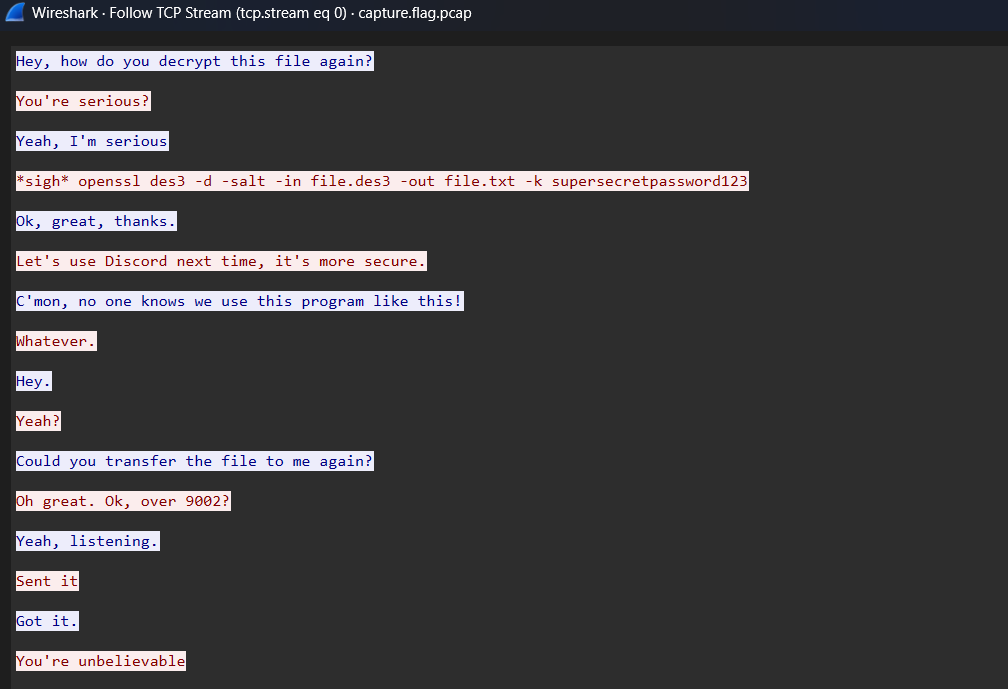 Wireshark · Follow TCP Stream (tcp.stream eq 0) · capture.flag.pcap
Hey, how do you decrypt this file again?
You're serious?
Yeah, I'm serious
*sigh* openssl des3 -d -salt -in file.des3 -out file.txt -k supersecretpassword123
Ok, great, thanks.
Let's use Discord next time, it's more secure.
C'mon, no one knows we use this program like this!
Whatever.
Hey.
Yeah?
Could you transfer the file to me again?
Oh great. Ok, over 9002?
Yeah, listening.
Sent it
Got it.
You're unbelievable